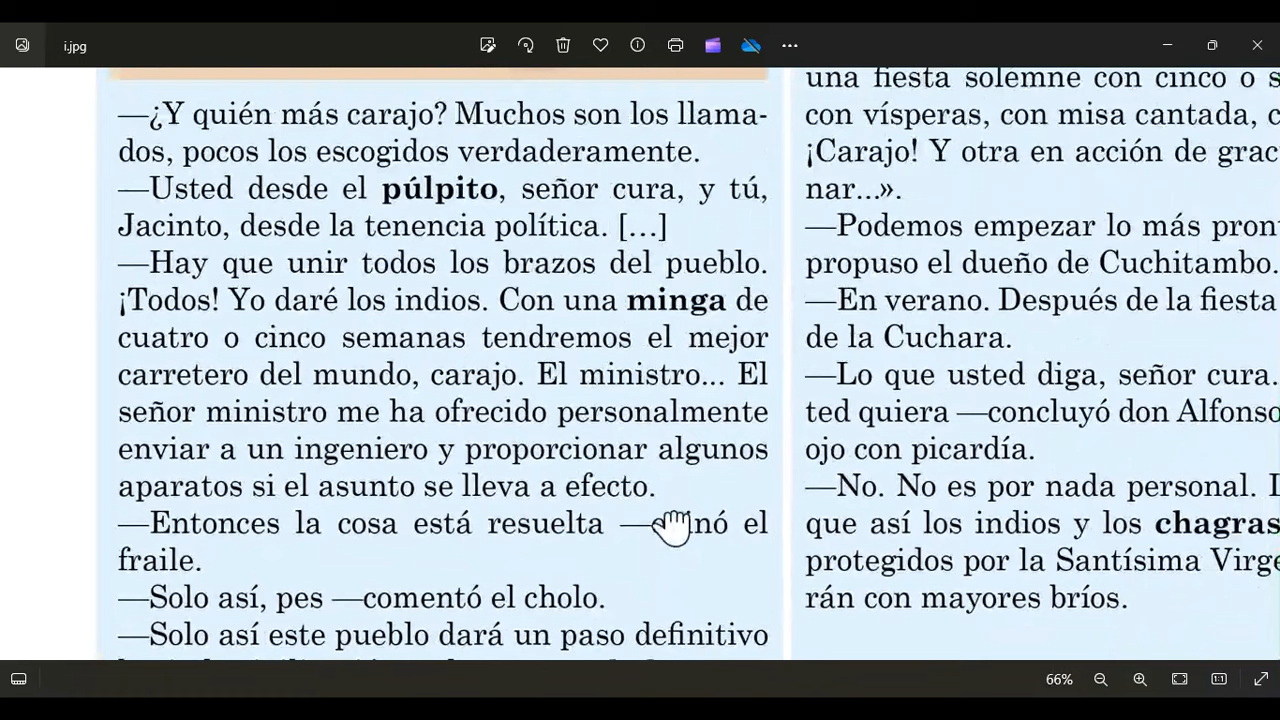 i.jpg
—¿Y quién más carajo? Muchos son los llama-
dos, pocos los escogidos verdaderamente.
—Usted desde el púlpito, señor cura, y tú,
Jacinto, desde la tenencia política. [...]
—Hay que unir todos los brazos del pueblo.
¡Todos! Yo daré los indios. Con una minga de
cuatro o cinco semanas tendremos el mejor
carretero del mundo, carajo. El ministro... El
señor ministro me ha ofrecido personalmente
enviar a un ingeniero y proporcionar algunos
aparatos si el asunto se lleva a efecto.
—Entonces la cosa está resuelta el
fraile.
—Solo así, pes —comentó el cholo.
—Solo así este pueblo dará un paso definitivo
una fiesta solemne con cinco o
con vísperas, con misa cantada,
¡Carajo! Y otra en acción de
nar...».
—Podemos empezar lo más
propuso el dueño de Cuchitambo.
—En verano. Después de la fiesta
de la Cuchara.
—Lo que usted diga, señor cura.
ted quiera —concluyó don Alfonso
ojo con picardía.
—No. No es por nada personal.
que así los indios y los chagras
protegidos por la Santísima
rán con mayores bríos.
66%
1:1